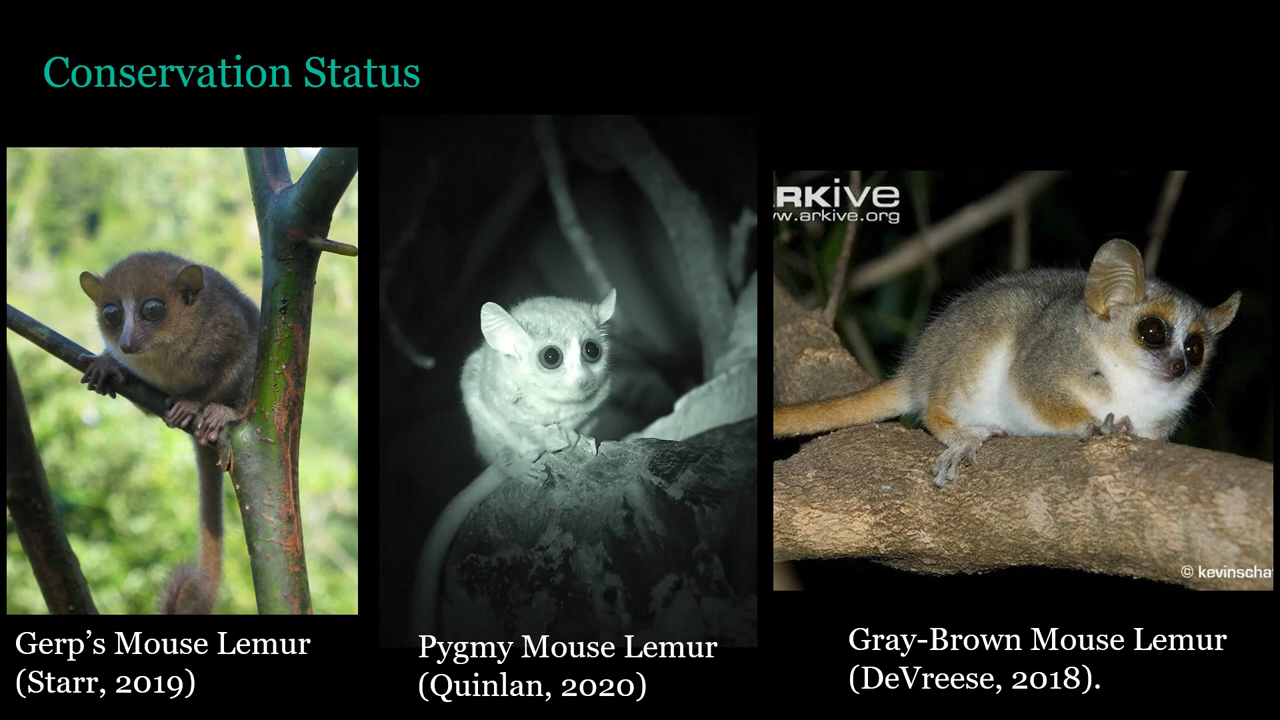 Conservation Status
ARKive
www.arkive.org
© kevinscha
Gerp’s Mouse Lemur
(Starr, 2019)
Pygmy Mouse Lemur
(Quinlan, 2020)
Gray-Brown Mouse Lemur
(DeVreese, 2018).